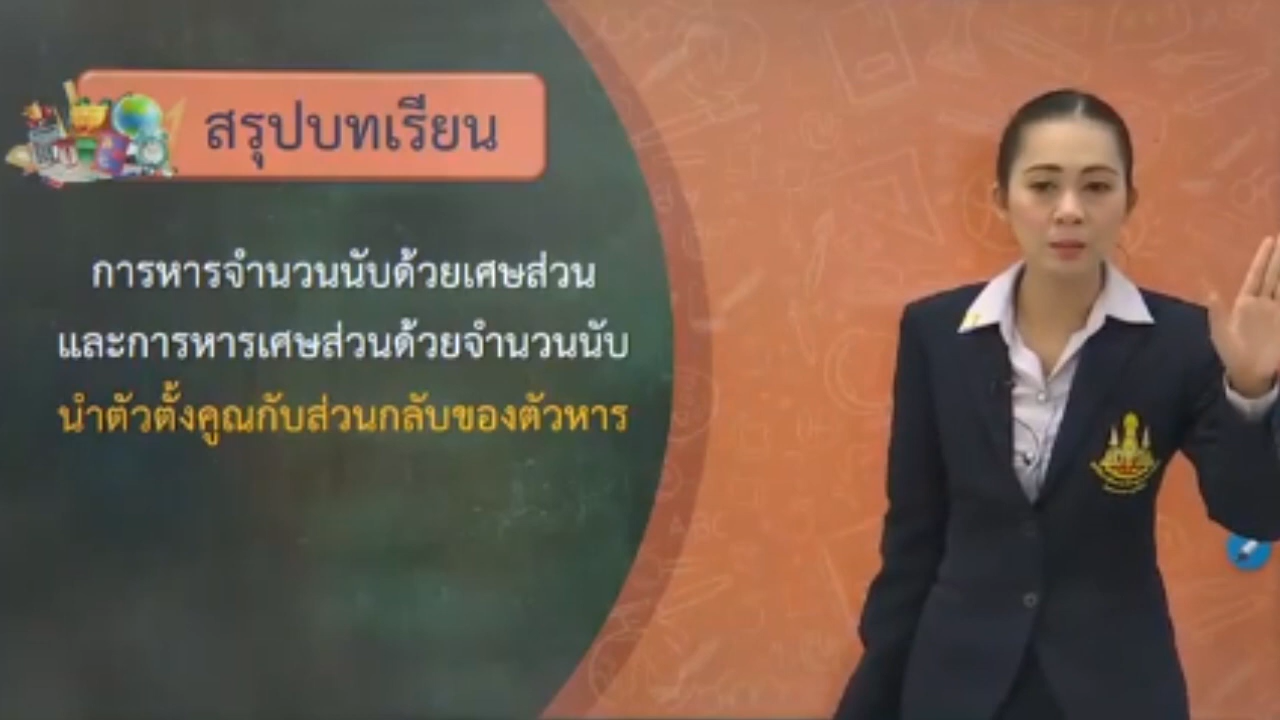 สรุปบทเรียน
การหารจำนวนนับด้วยเศษส่วน
และการหารเศษส่วนด้วยจำนวนนับ
นำตัวตั้งคูณกับส่วนกลับของตัวหาร